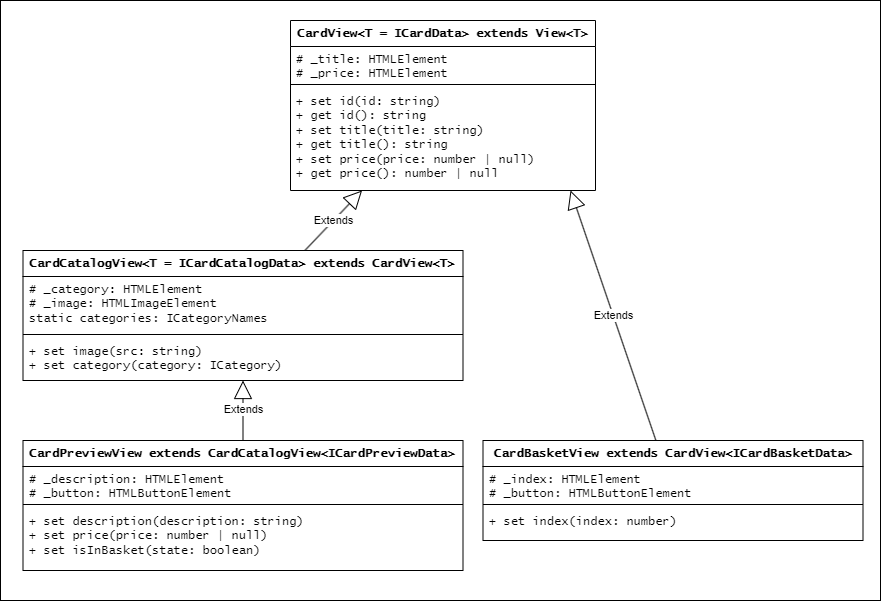 CardView<T = ICardData> extends View<T>
# _title: HTMLElement
# _price: HTMLElement
+ set id(id: string)
+ get id(): string
+ set title(title: string)
+ get title(): string
+ set price(price: number | null)
+ get price(): number | null
Extends
CardCatalogView<T = ICardCatalogData> extends CardView<T>
# _category: HTMLElement
# _image: HTMLImageElement
static categories: ICategoryNames
+ set image(src: string)
+ set category(category: ICategory)
Extends
Extends
CardPreviewView extends CardCatalogView<ICardPreviewData>
# _description: HTMLElement
# _button: HTMLButtonElement
+ set description(description: string)
+ set price(price: number | null)
+ set isInBasket(state: boolean)
CardBasketView extends CardView<ICardBasketData>
# _index: HTMLElement
# _button: HTMLButtonElement
+ set index(index: number)